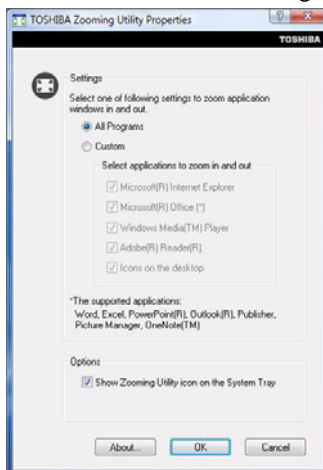 TOSHIBA Zooming Utility Properties
TOSHIBA
Settings
Select one of following settings to zoom application
windows in and out.
All Programs
Custom
Select applications to zoom in and out
Microsoft(R) Internet Explorer
Microsoft(R) Office (*)
Windows Media(TM) Player
Adobe(R) Reader(R)
Icons on the desktop
*The supported applications:
Word, Excel, PowerPoint(R), Outlook(R), Publisher,
Picture Manager, OneNote(TM)
Options
Show Zooming Utility icon on the System Tray
About...
OK
Cancel